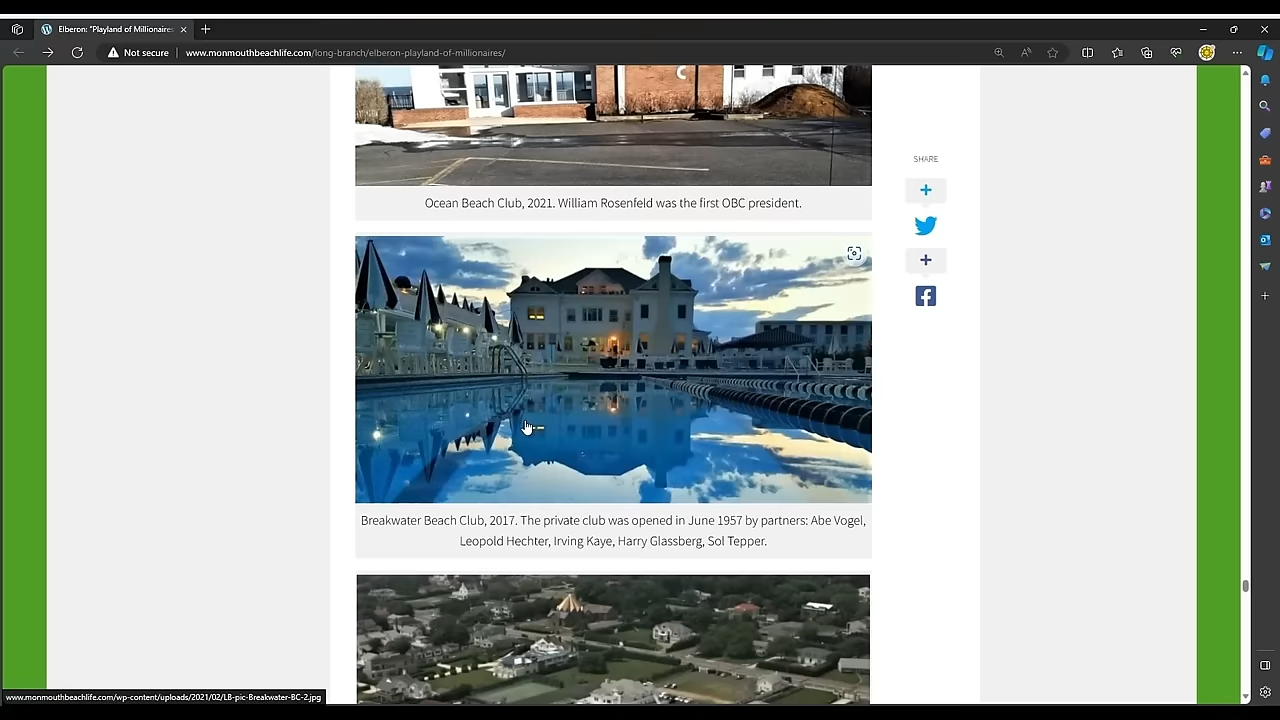 Elberon: "Playland of Millionaires
Not secure
www.monmouthbeachlife.com/long-branch/elberon-playland-of-millionaires/
Ocean Beach Club, 2021. William Rosenfeld was the first OBC president.
SHARE
Breakwater Beach Club, 2017. The private club was opened in June 1957 by partners: Abe Vogel,
Leopold Hechter, Irving Kaye, Harry Glassberg, Sol Tepper.
www.monmouthbeachlife.com/wp-content/uploads/2021/02/LB-pic-Breakwater-BC-2.jpg